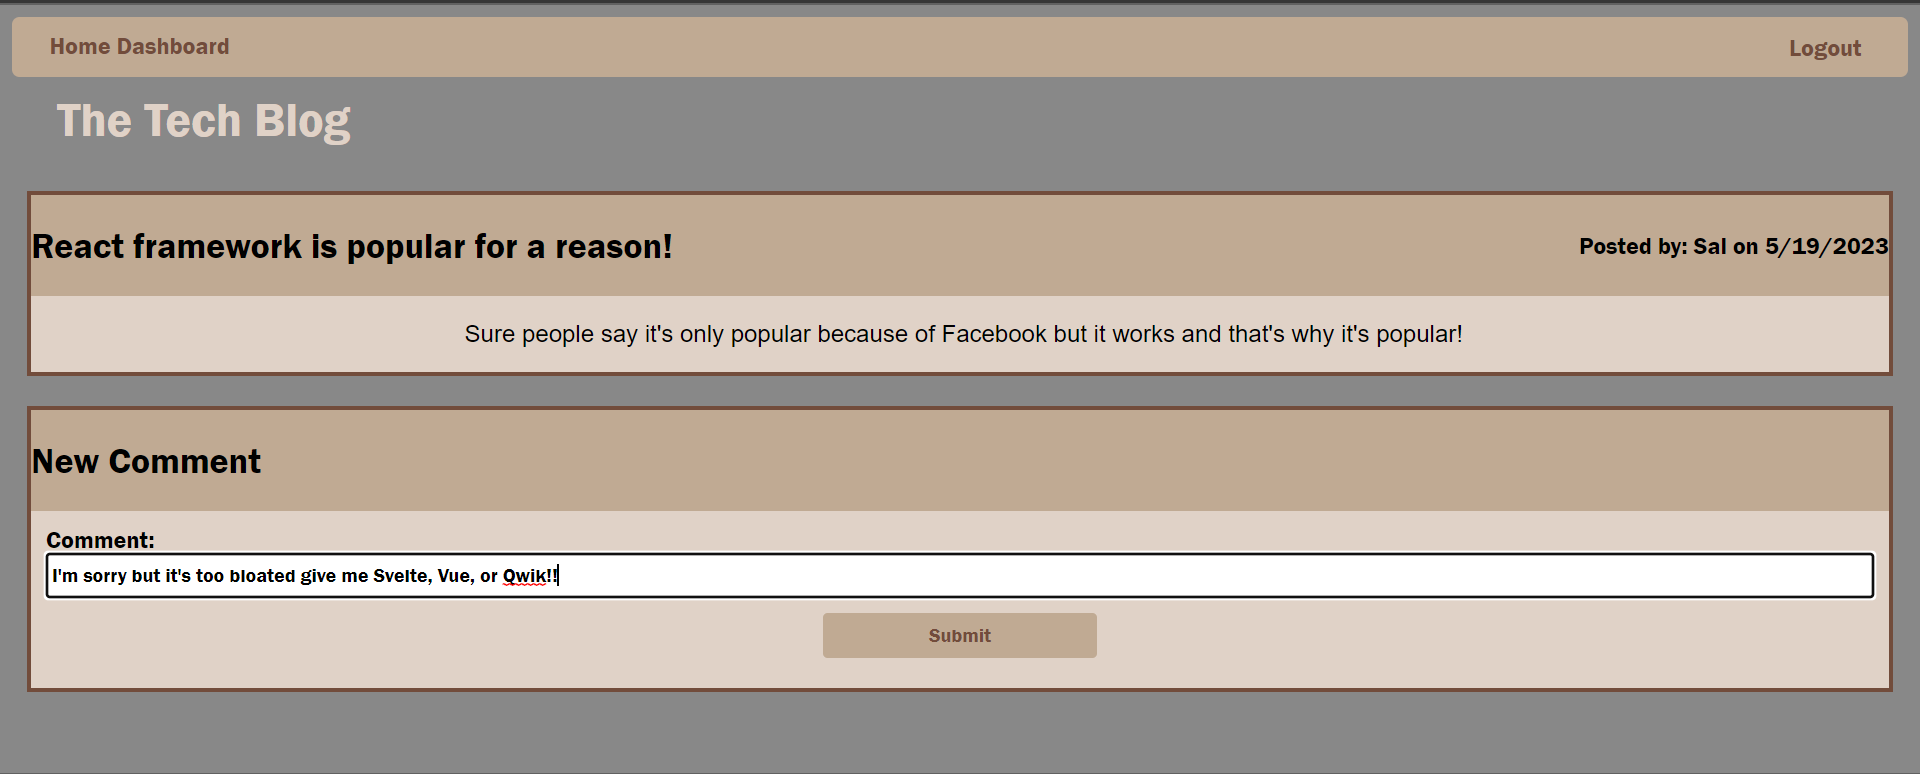 Home Dashboard
Logout
The Tech Blog
React framework is popular for a reason!
Posted by: Sal on 5/19/2023
Sure people say it's only popular because of Facebook but it works and that's why it's popular!
New Comment
Comment:
I'm sorry but it's too bloated give me Svelte, Vue, or Qwik!!
Submit